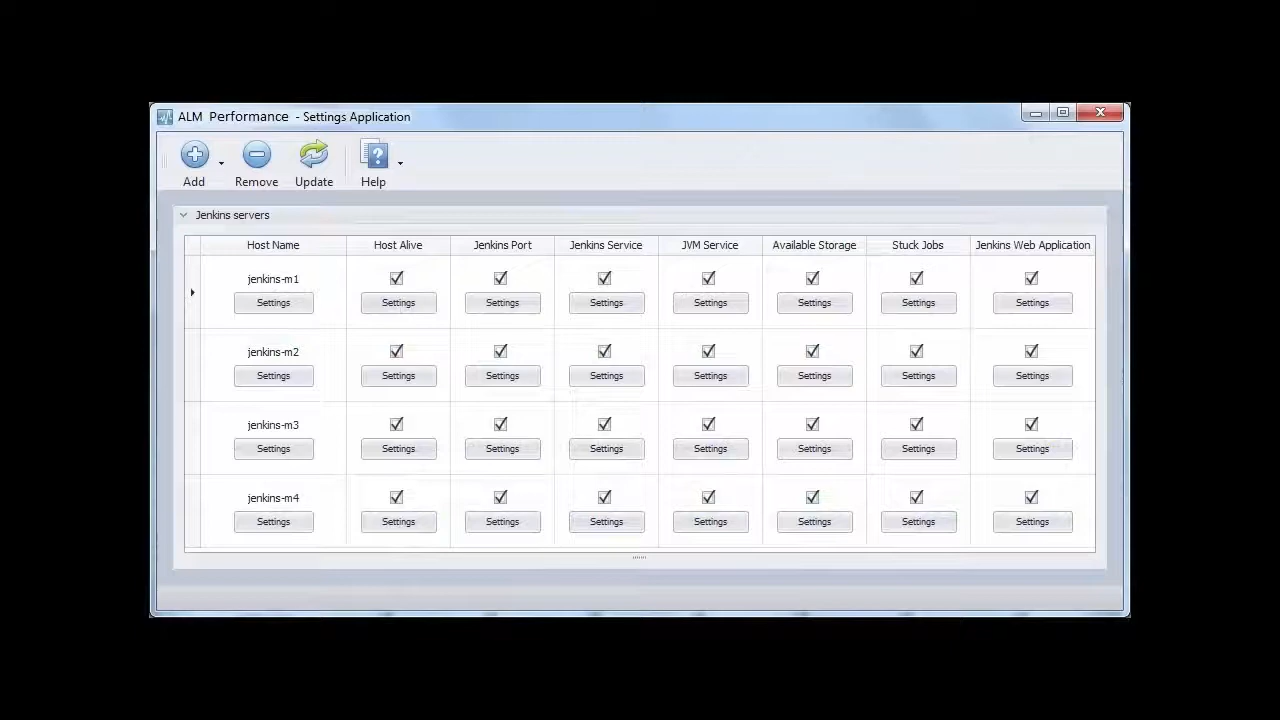 ALM Performance - Settings Application
Add Remove Update Help
Jenkins servers
Host Name Host Alive Jenkins Port Jenkins Service JVM Service Available Storage Stuck Jobs Jenkins Web Application
jenkins-m1
Settings Settings Settings Settings Settings Settings Settings Settings
jenkins-m2
Settings Settings Settings Settings Settings Settings Settings Settings
jenkins-m3
Settings Settings Settings Settings Settings Settings Settings Settings
jenkins-m4
Settings Settings Settings Settings Settings Settings Settings Settings